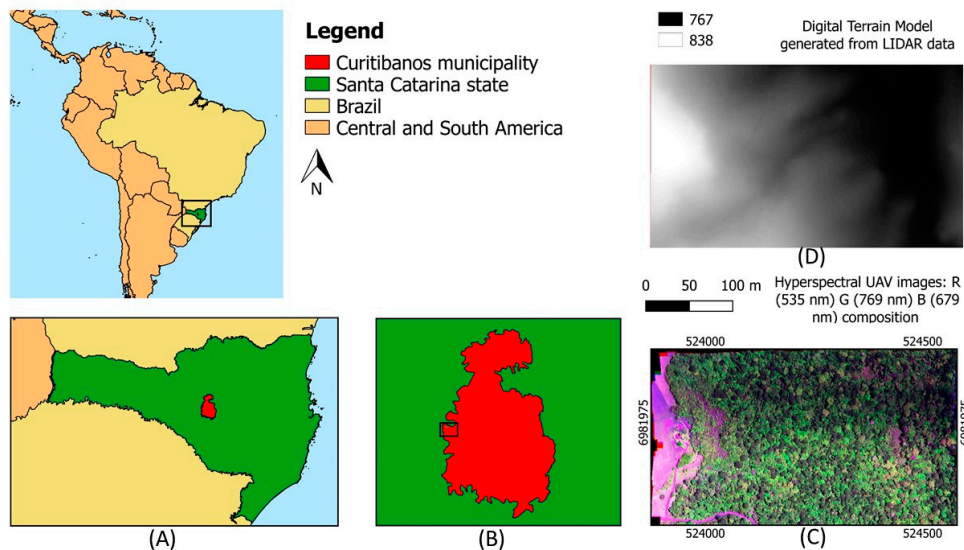 Legend
Curitibanos municipality
Santa Catarina state
Brazil
Central and South America
N
767
838
Digital Terrain Model
generated from LIDAR data
(D)
0 50 100 m
Hyperspectral UAV images: R
(535 nm) G (769 nm) B (679
nm) composition
524000 524500
6981975
6981975
524000 524500
(A)
(B)
(C)